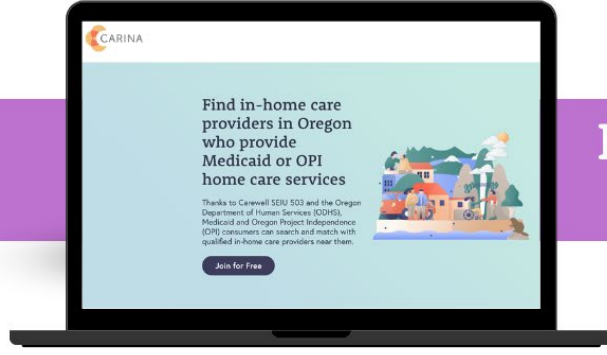 CARINA
Find in-home care
providers in Oregon
who provide
Medicaid or OPI
home care services
Thanks to Carewell SEIU 503 and the Oregon
Department of Human Services (ODHS),
Medicaid and Oregon Project Independence
(OPI) consumers can search and match with
qualified in-home care providers near them.
Join for Free